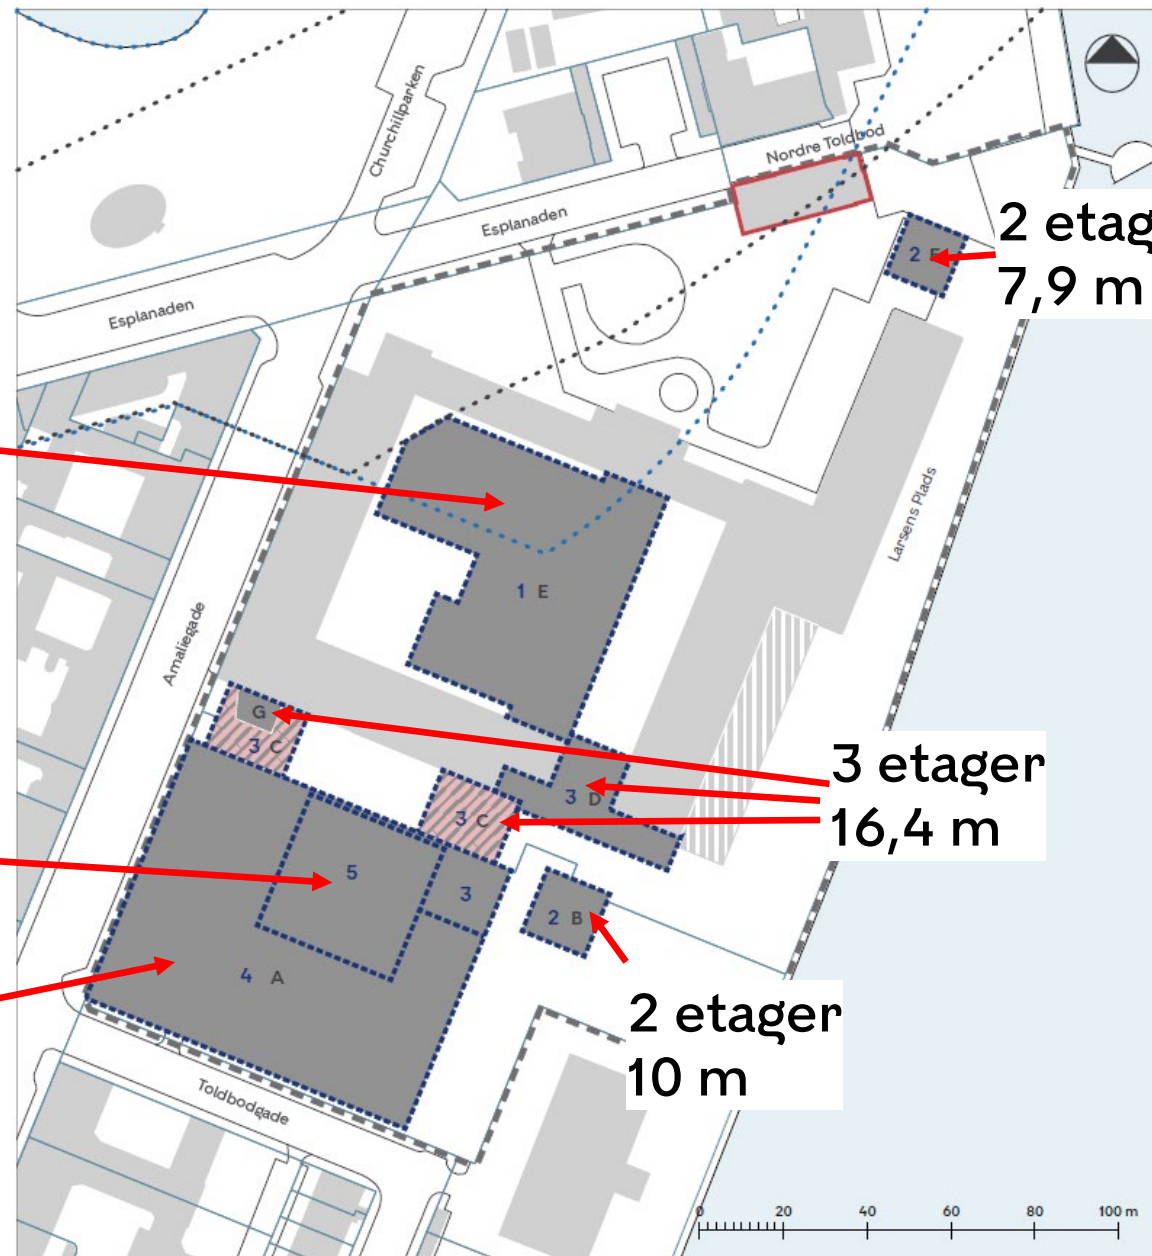 Churchillparken
Nordre Toldbod
Esplanaden
2 etag
7,9 m
2 F
Esplanaden
Larsens Plads
1 E
Amaliegade
G
3 C
3 etager
16,4 m
3 D
3 C
5
3
2 B
4 A
2 etager
10 m
Toldbodgade
0 20 40 60 80 100 m